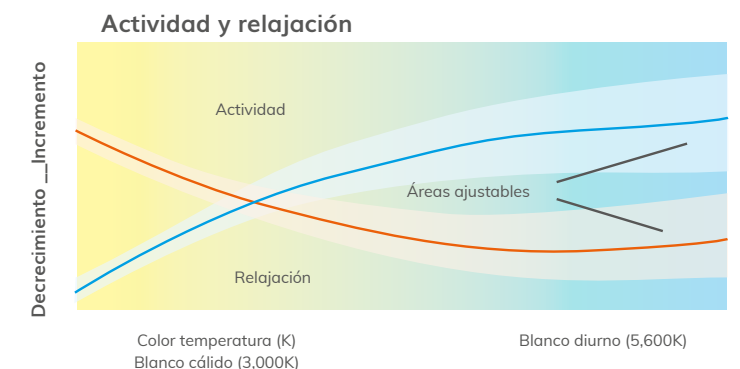 Actividad y relajación
Decrecimiento __Incremento
Actividad
Áreas ajustables
Relajación
Color temperatura (K)
Blanco cálido (3,000K)
Blanco diurno (5,600K)